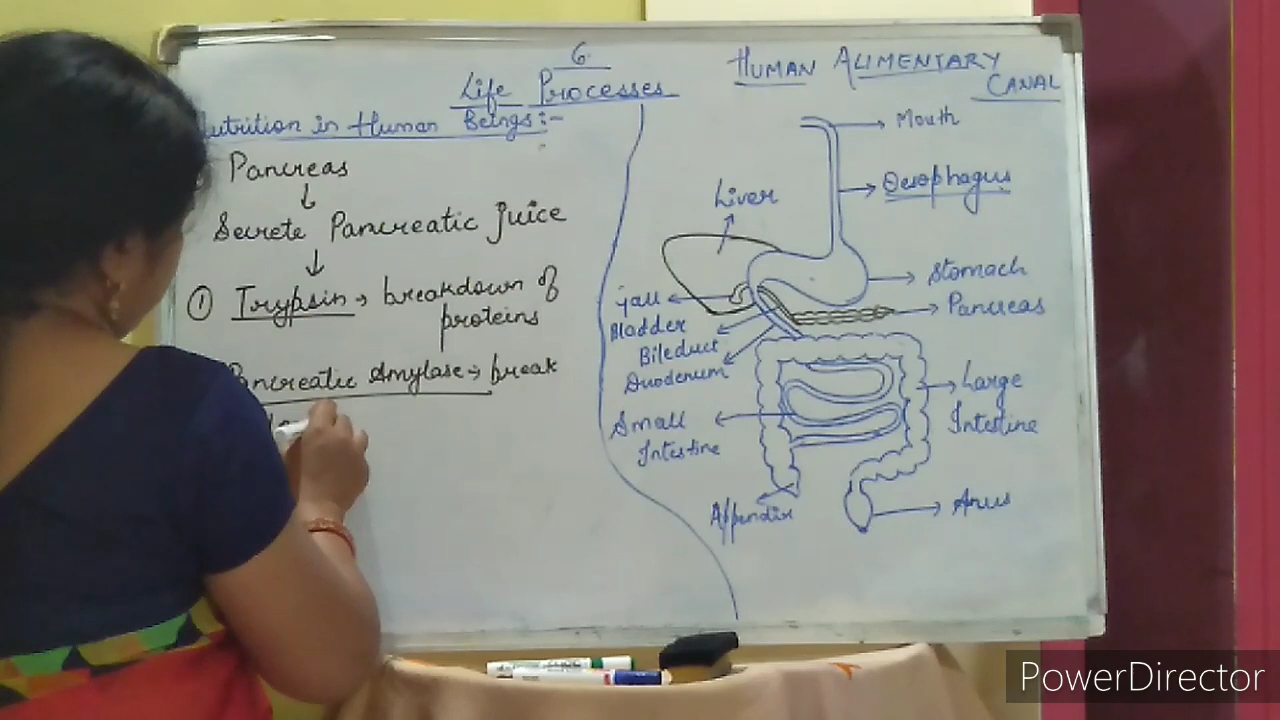 6.
Life Processes
Nutrition in Human Beings:-
Pancreas
↓
Secrete Pancreatic Juice
↓
① Trypsin → breakdown of
proteins
Pancreatic Amylase → break
HUMAN ALIMENTARY
CANAL
Mouth
Oesophagus
Liver
Stomach
Pancreas
Gall
Bladder
Bileduct
Duodenum
Large
Intestine
Small
Intestine
Appendix
Anus
PowerDirector